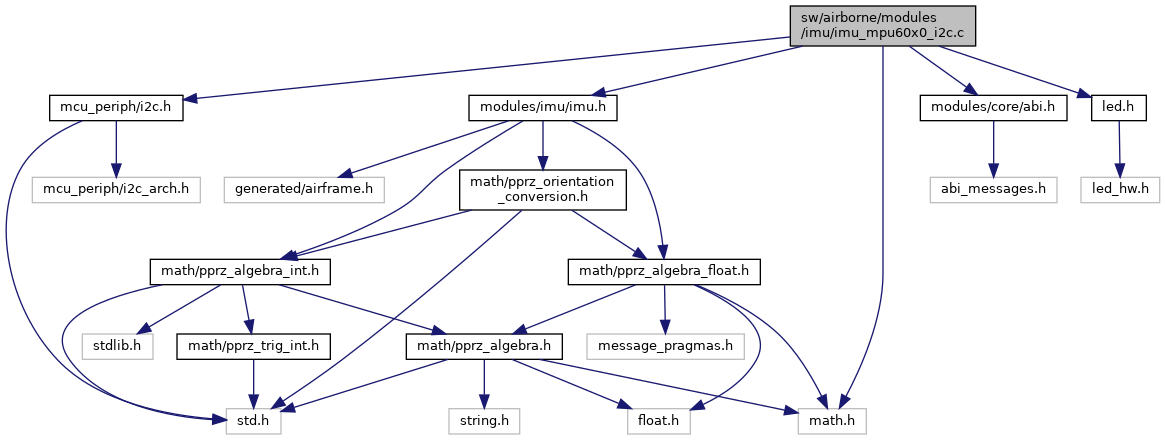 sw/airborne/modules
/imu/imu_mpu60x0_i2c.c
mcu_periph/i2c.h
modules/imu/imu.h
modules/core/abi.h
led.h
mcu_periph/i2c_arch.h
generated/airframe.h
math/pprz_orientation
_conversion.h
abi_messages.h
led_hw.h
math/pprz_algebra_int.h
math/pprz_algebra_float.h
stdlib.h
math/pprz_trig_int.h
math/pprz_algebra.h
message_pragmas.h
std.h
string.h
float.h
math.h